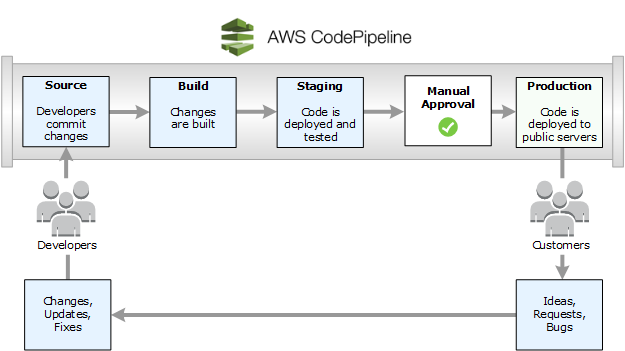 AWS CodePipeline
Source
Developers
commit
changes
Build
Changes
are built
Staging
Code is
deployed and
tested
Manual
Approval
Production
Code is
deployed to
public servers
Developers
Customers
Changes,
Updates,
Fixes
Ideas,
Requests,
Bugs